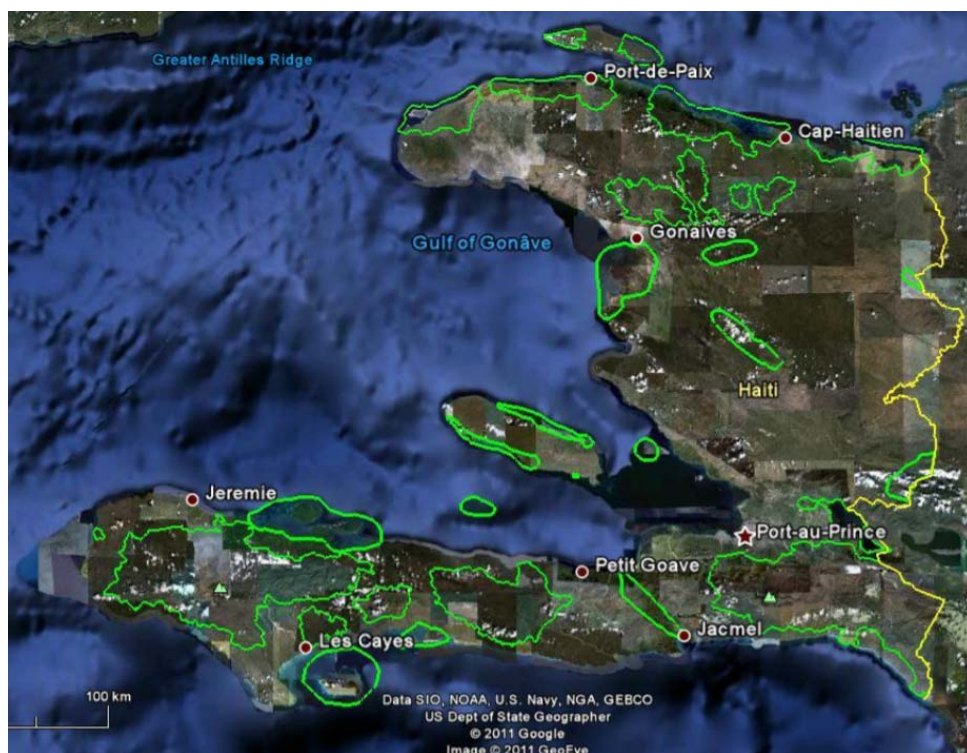 Greater Antilles Ridge
Port-de-Paix
Cap-Haitien
Gulf of Gonâve
Gonaives
Haiti
Jeremie
Port-au-Prince
Petit Goave
Jacmel
Les Cayes
100 km
Data SIO, NOAA, U.S. Navy, NGA, GEBCO
US Dept of State Geographer
© 2011 Google
Image © 2011 GeoEye